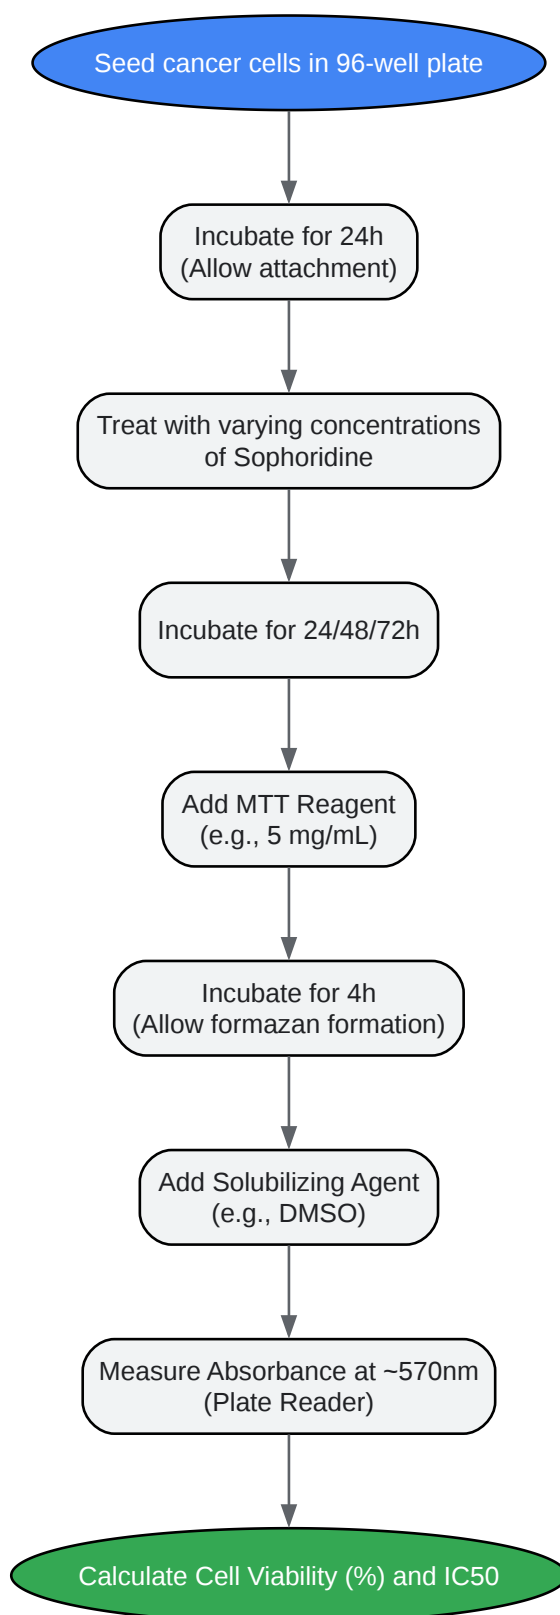 Seed cancer cells in 96-well plate
Incubate for 24h
(Allow attachment)
Treat with varying concentrations
of Sophoridine
Incubate for 24/48/72h
Add MTT Reagent
(e.g., 5 mg/mL)
Incubate for 4h
(Allow formazan formation)
Add Solubilizing Agent
(e.g., DMSO)
Measure Absorbance at ~570nm
(Plate Reader)
Calculate Cell Viability (%) and IC50